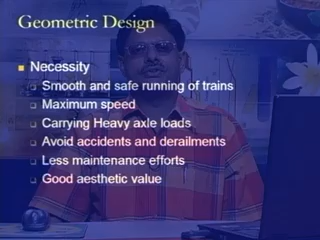 Geometric Design
Necessity
Smooth and safe running of trains
Maximum speed
Carrying Heavy axle loads
Avoid accidents and derailments
Less maintenance efforts
Good aesthetic value